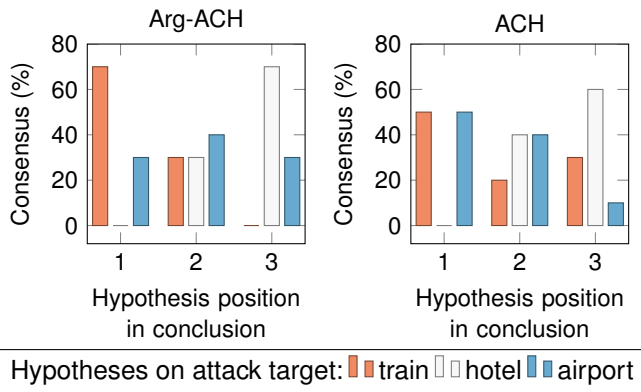 Arg-ACH
ACH
80
60
40
20
0
Consensus (%)
1 2 3
Hypothesis position
in conclusion
80
60
40
20
0
Consensus (%)
1 2 3
Hypothesis position
in conclusion
Hypotheses on attack target: train hotel airport